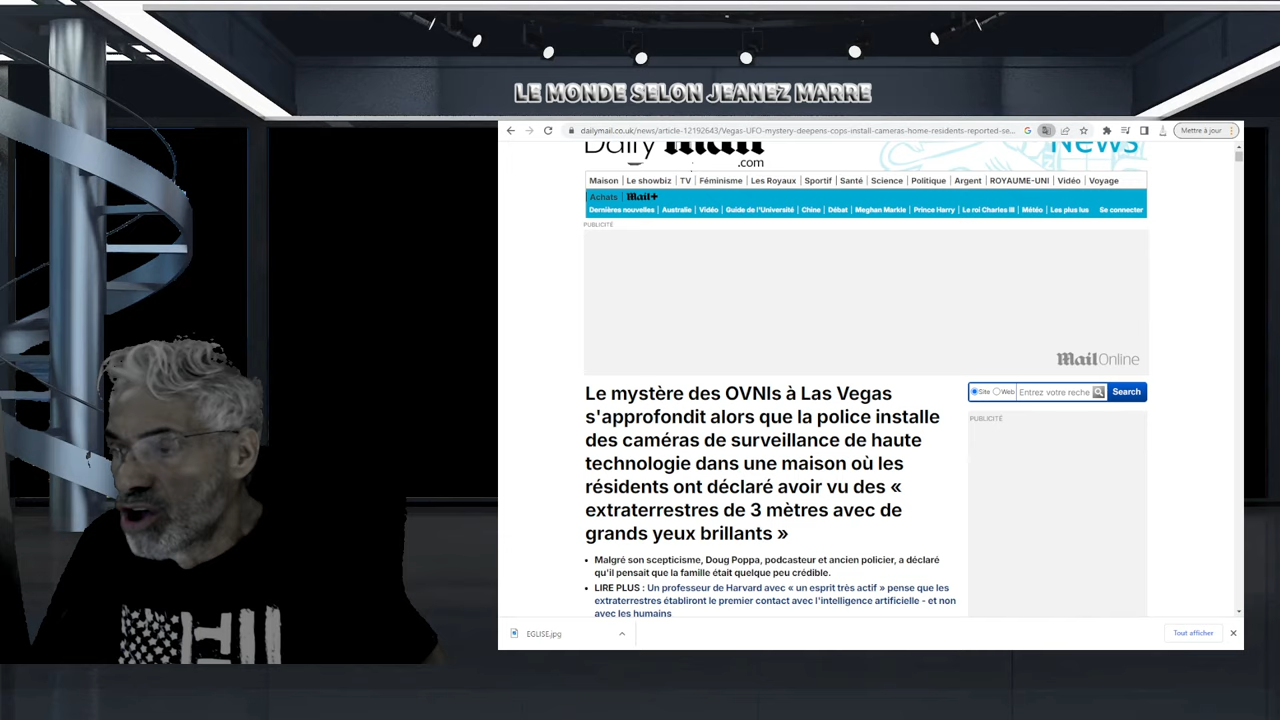 LE MONDE SELON JEANEZ MARRE
dailymail.co.uk/news/article-12192643/Vegas-UFO-mystery-deepens-cops-install-cameras-home-residents-reported-se...
Mettre à jour
Daily Mail
.com
News
Maison Le showbiz TV Féminisme Les Royaux Sportif Santé Science Politique Argent ROYAUME-UNI Vidéo Voyage
Achats Mail+
Dernières nouvelles Australie Vidéo Guide de l'Université Chine Débat Meghan Markle Prince Harry Le roi Charles III Météo Les plus lus Se connecter
PUBLICITÉ
MailOnline
Le mystère des OVNIs à Las Vegas
s'approfondit alors que la police installe
des caméras de surveillance de haute
technologie dans une maison où les
résidents ont déclaré avoir vu des «
extraterrestres de 3 mètres avec de
grands yeux brillants »
Site Web Entrez votre reche Search
PUBLICITÉ
Malgré son scepticisme, Doug Poppa, podcasteur et ancien policier, a déclaré
qu'il pensait que la famille était quelque peu crédible.
LIRE PLUS : Un professeur de Harvard avec « un esprit très actif » pense que les
extraterrestres établiront le premier contact avec l'intelligence artificielle - et non
avec les humains
EGLISE.jpg
Tout afficher